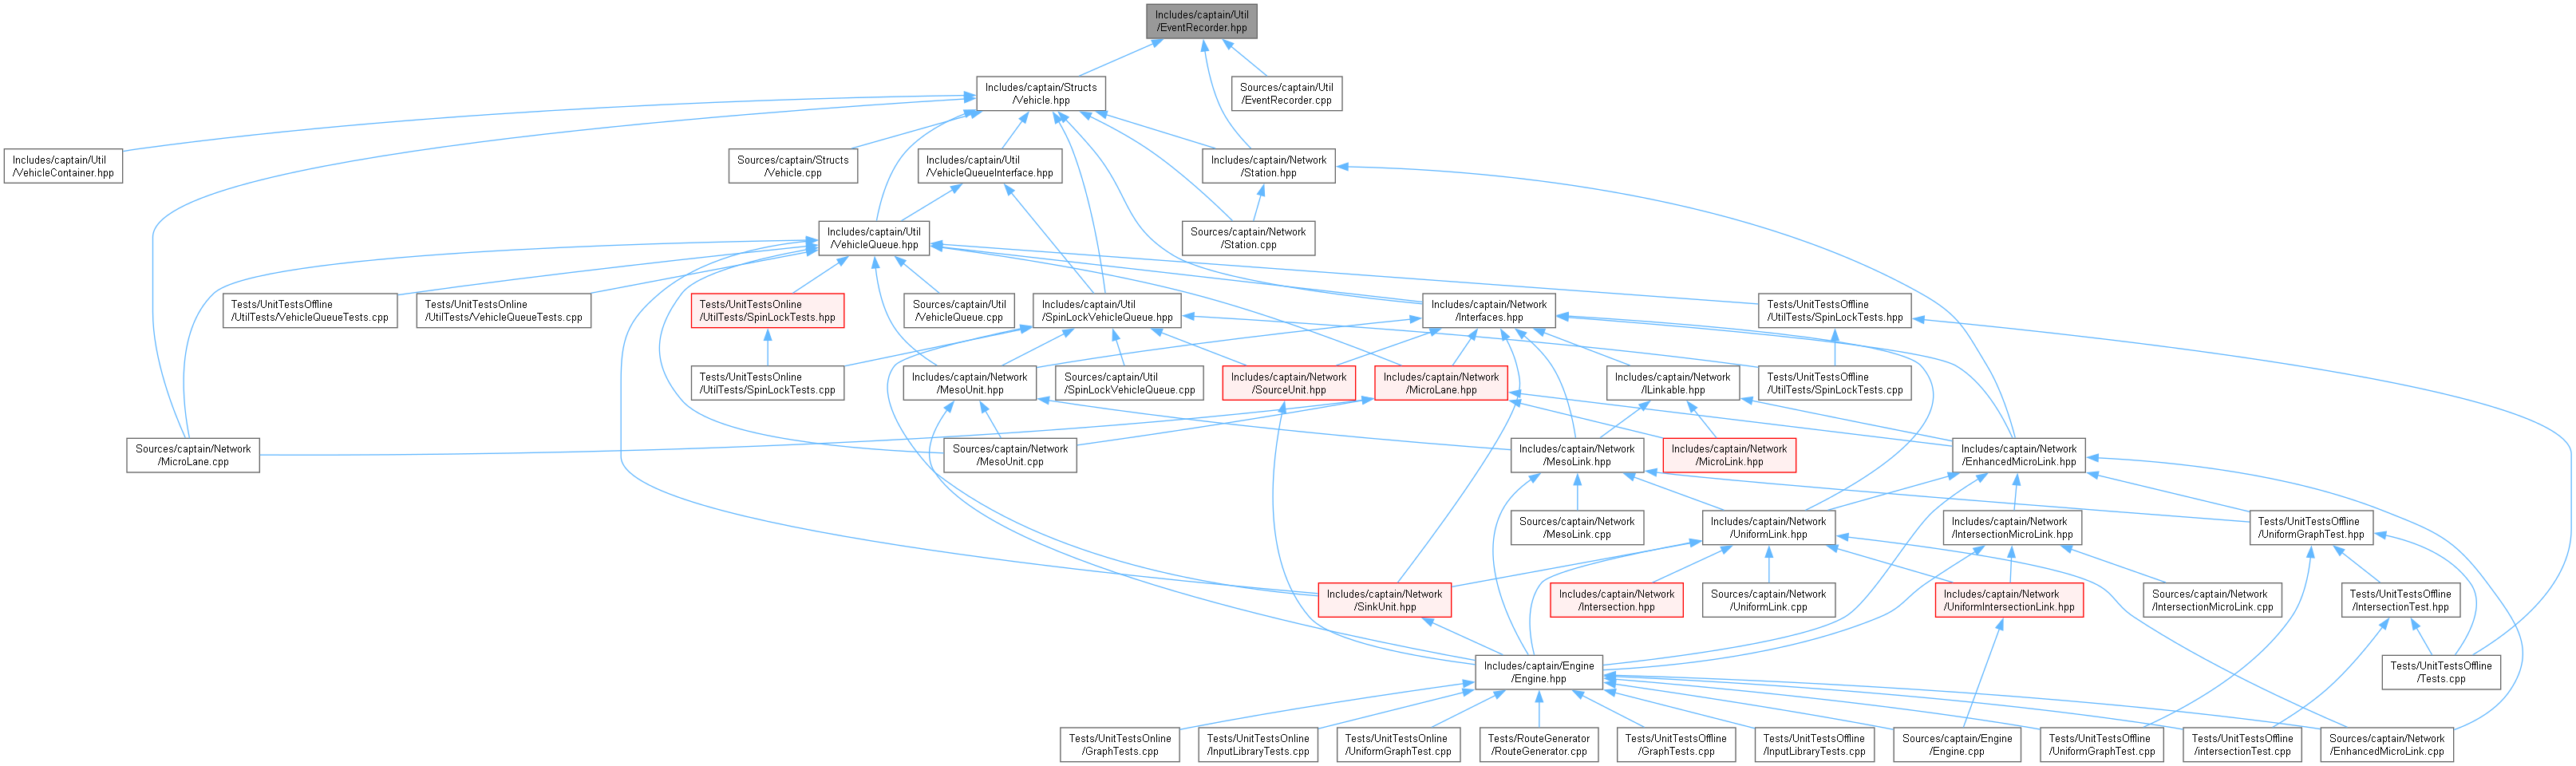 Includes/captain/Util
/EventRecorder.hpp
Includes/captain/Structs
/Vehicle.hpp
Sources/captain/Util
/EventRecorder.cpp
Includes/captain/Util
/VehicleContainer.hpp
Sources/captain/Structs
/Vehicle.cpp
Includes/captain/Util
/VehicleQueueInterface.hpp
Includes/captain/Network
/Station.hpp
Includes/captain/Util
/VehicleQueue.hpp
Sources/captain/Network
/Station.cpp
Tests/UnitTestsOffline
/UtilTests/VehicleQueueTests.cpp
Tests/UnitTestsOnline
/UtilTests/VehicleQueueTests.cpp
Tests/UnitTestsOnline
/UtilTests/SpinLockTests.hpp
Sources/captain/Util
/VehicleQueue.cpp
Includes/captain/Util
/SpinLockVehicleQueue.hpp
Includes/captain/Network
/Interfaces.hpp
Tests/UnitTestsOffline
/UtilTests/SpinLockTests.hpp
Tests/UnitTestsOnline
/UtilTests/SpinLockTests.cpp
Includes/captain/Network
/MesoUnit.hpp
Sources/captain/Util
/SpinLockVehicleQueue.cpp
Includes/captain/Network
/SourceUnit.hpp
Includes/captain/Network
/MicroLane.hpp
Includes/captain/Network
/ILinkable.hpp
Tests/UnitTestsOffline
/UtilTests/SpinLockTests.cpp
Sources/captain/Network
/MicroLane.cpp
Sources/captain/Network
/MesoUnit.cpp
Includes/captain/Network
/MesoLink.hpp
Includes/captain/Network
/MicroLink.hpp
Includes/captain/Network
/EnhancedMicroLink.hpp
Sources/captain/Network
/MesoLink.cpp
Includes/captain/Network
/UniformLink.hpp
Includes/captain/Network
/IntersectionMicroLink.hpp
Tests/UnitTestsOffline
/UniformGraphTest.hpp
Includes/captain/Network
/SinkUnit.hpp
Includes/captain/Network
/Intersection.hpp
Sources/captain/Network
/UniformLink.cpp
Includes/captain/Network
/UniformIntersectionLink.hpp
Sources/captain/Network
/IntersectionMicroLink.cpp
Tests/UnitTestsOffline
/IntersectionTest.hpp
Includes/captain/Engine
/Engine.hpp
Tests/UnitTestsOffline
/Tests.cpp
Tests/UnitTestsOnline
/GraphTests.cpp
Tests/UnitTestsOnline
/InputLibraryTests.cpp
Tests/UnitTestsOnline
/UniformGraphTest.cpp
Tests/RouteGenerator
/RouteGenerator.cpp
Tests/UnitTestsOffline
/GraphTests.cpp
Tests/UnitTestsOffline
/InputLibraryTests.cpp
Sources/captain/Engine
/Engine.cpp
Tests/UnitTestsOffline
/UniformGraphTest.cpp
Tests/UnitTestsOffline
/intersectionTest.cpp
Sources/captain/Network
/EnhancedMicroLink.cpp